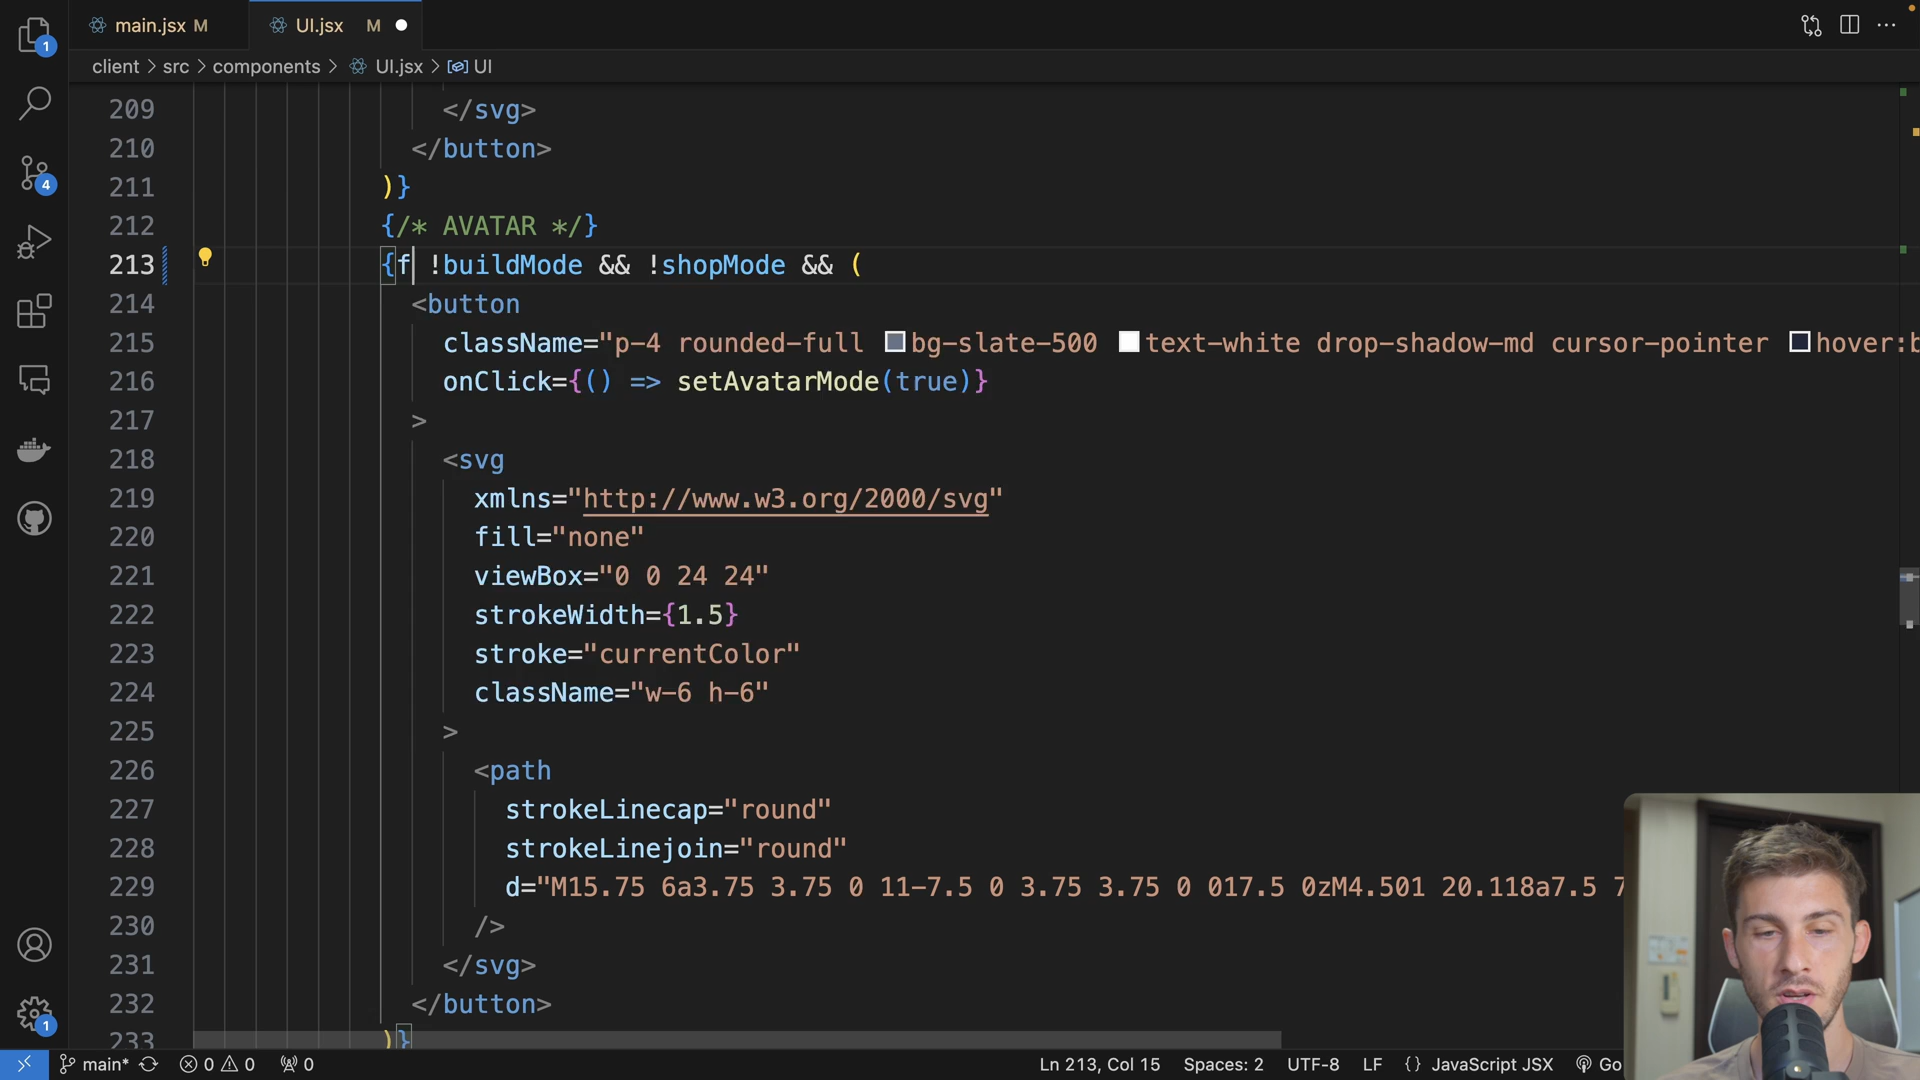 main.jsx M
UI.jsx M
client > src > components > UI.jsx > UI
1
4
1
209 </svg>
210 </button>
211 )}
212 {/* AVATAR */}
213 {f !buildMode && !shopMode && (
214 <button
215 className="p-4 rounded-full bg-slate-500 text-white drop-shadow-md cursor-pointer hover:b
216 onClick={() => setAvatarMode(true)}
217 >
218 <svg
219 xmlns="http://www.w3.org/2000/svg"
220 fill="none"
221 viewBox="0 0 24 24"
222 strokeWidth={1.5}
223 stroke="currentColor"
224 className="w-6 h-6"
225 >
226 <path
227 strokeLinecap="round"
228 strokeLinejoin="round"
229 d="M15.75 6a3.75 3.75 0 11-7.5 0 3.75 3.75 0 017.5 0zM4.501 20.118a7.5 7
230 />
231 </svg>
232 </button>
233 )}
main* 0 0 0 Ln 213, Col 15 Spaces: 2 UTF-8 LF {} JavaScript JSX Go